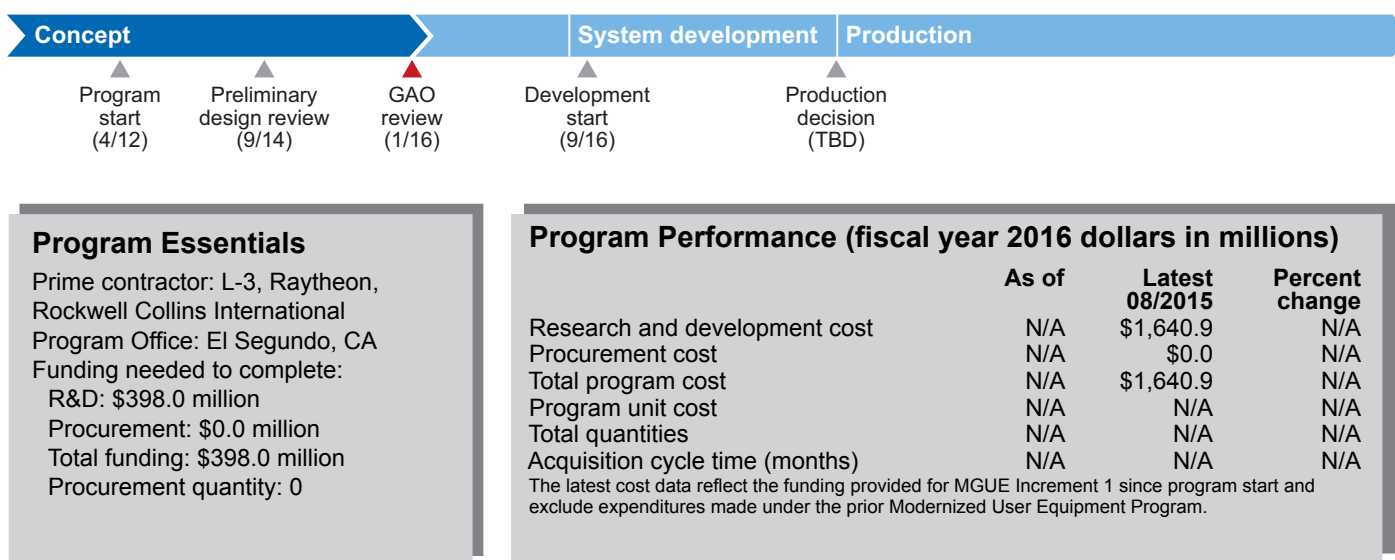 Concept
System development
Production
Program
start
(4/12)
Preliminary
design review
(9/14)
GAO
review
(1/16)
Development
start
(9/16)
Production
decision
(TBD)
Program Essentials
Prime contractor: L-3, Raytheon,
Rockwell Collins International
Program Office: El Segundo, CA
Funding needed to complete:
R&D: $398.0 million
Procurement: $0.0 million
Total funding: $398.0 million
Procurement quantity: 0
Program Performance (fiscal year 2016 dollars in millions)
As of Latest Percent
08/2015 change
Research and development cost N/A $1,640.9 N/A
Procurement cost N/A $0.0 N/A
Total program cost N/A $1,640.9 N/A
Program unit cost N/A N/A N/A
Total quantities N/A N/A N/A
Acquisition cycle time (months) N/A N/A N/A
The latest cost data reflect the funding provided for MGUE Increment 1 since program start and
exclude expenditures made under the prior Modernized User Equipment Program.